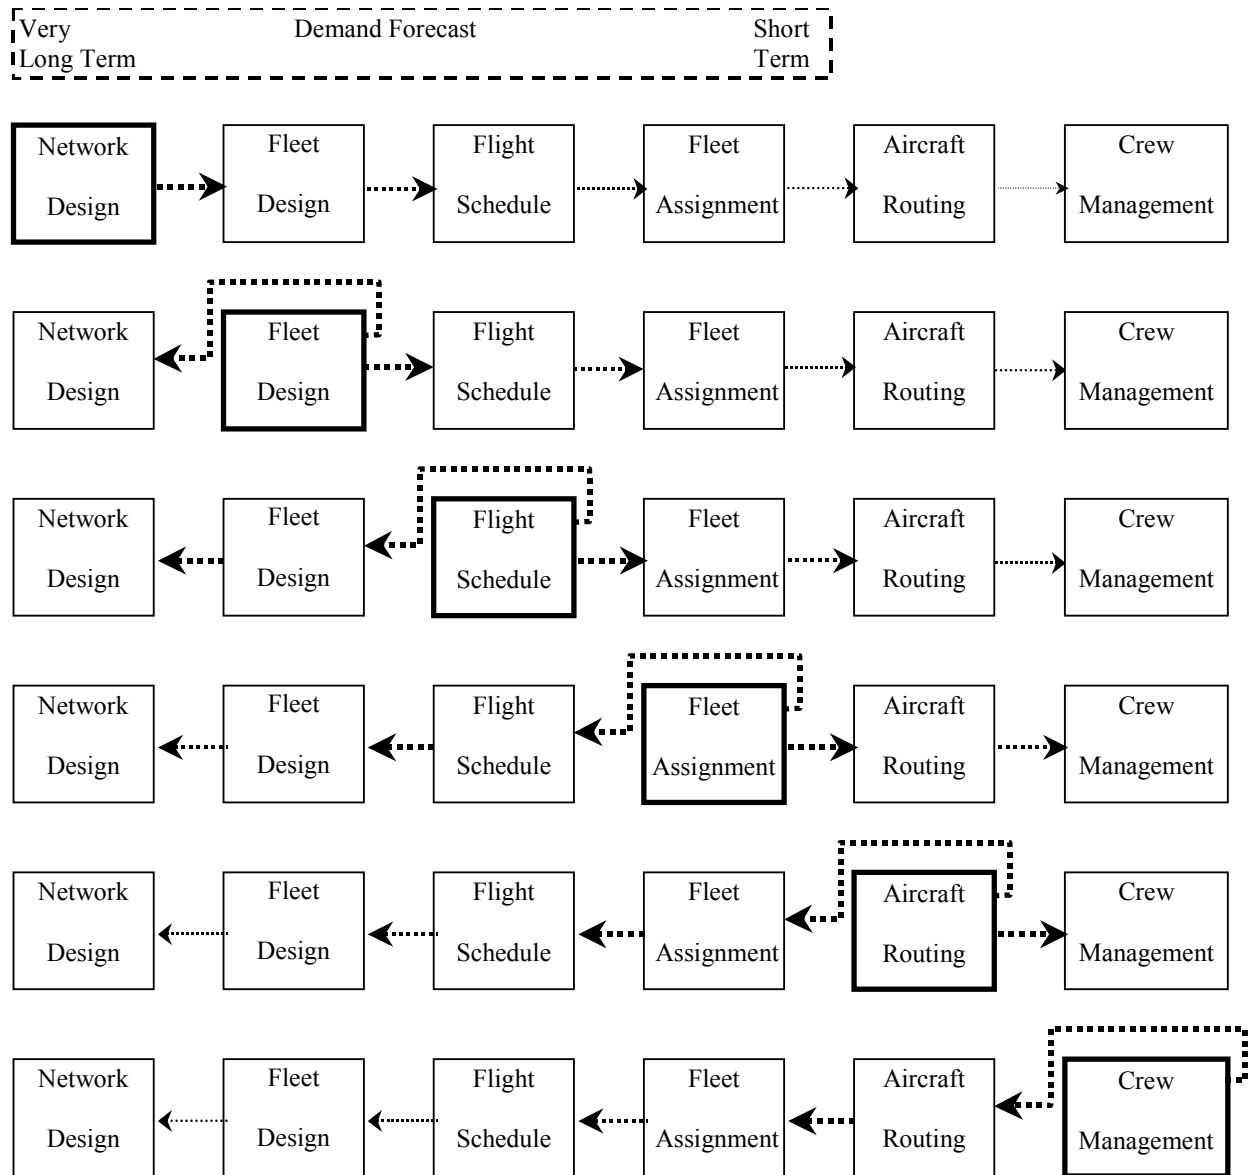 Very Demand Forecast Short
Long Term Term
Network Fleet Flight Fleet Aircraft Crew
Design Design Schedule Assignment Routing Management
Network Fleet Flight Fleet Aircraft Crew
Design Design Schedule Assignment Routing Management
Network Fleet Flight Fleet Aircraft Crew
Design Design Schedule Assignment Routing Management
Network Fleet Flight Fleet Aircraft Crew
Design Design Schedule Assignment Routing Management
Network Fleet Flight Fleet Aircraft Crew
Design Design Schedule Assignment Routing Management
Network Fleet Flight Fleet Aircraft Crew
Design Design Schedule Assignment Routing Management